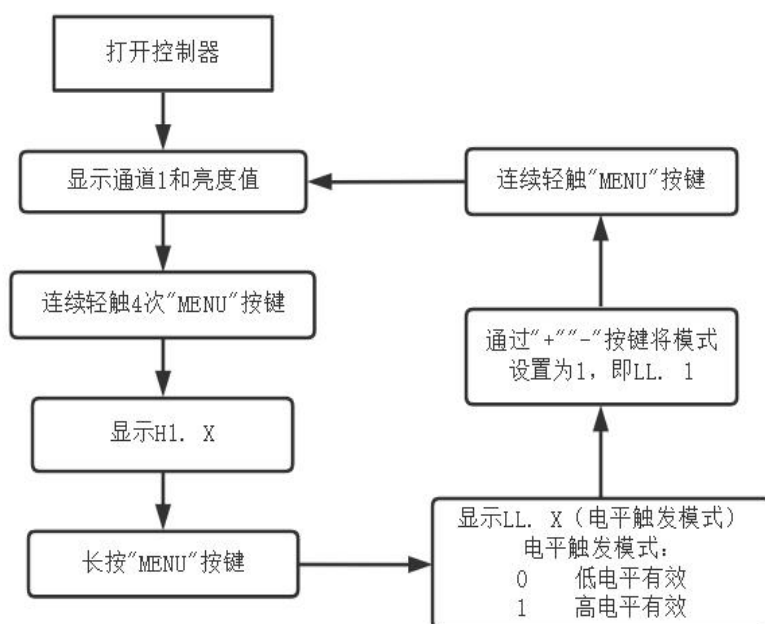 打开控制器
显示通道1和亮度值
连续轻触4次"MENU"按键
显示H1. X
长按"MENU"按键
显示LL. X（电平触发模式）
电平触发模式：
0 低电平有效
1 高电平有效
通过"+""-"按键将模式
设置为1，即LL. 1
连续轻触"MENU"按键